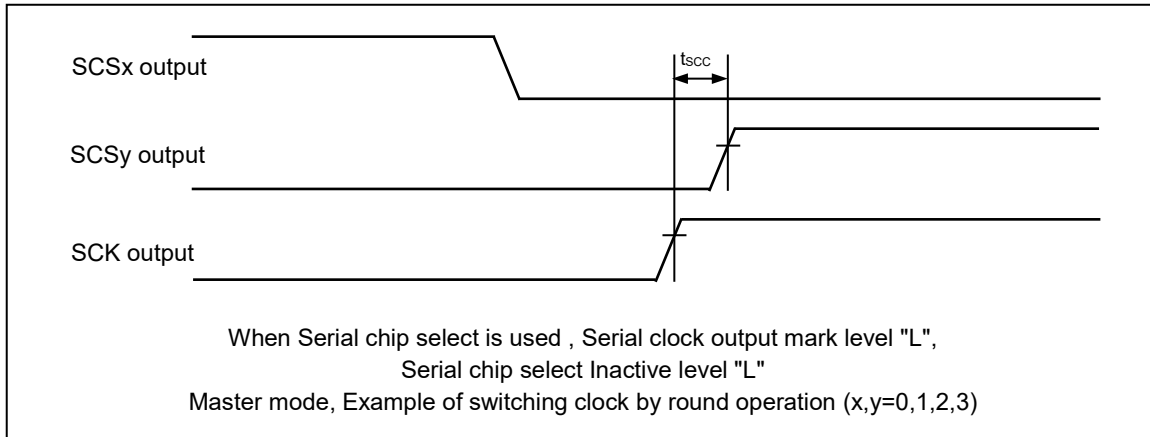 tSCC
SCSx output
SCSy output
SCK output
When Serial chip select is used , Serial clock output mark level "L",
Serial chip select Inactive level "L"
Master mode, Example of switching clock by round operation (x,y=0,1,2,3)